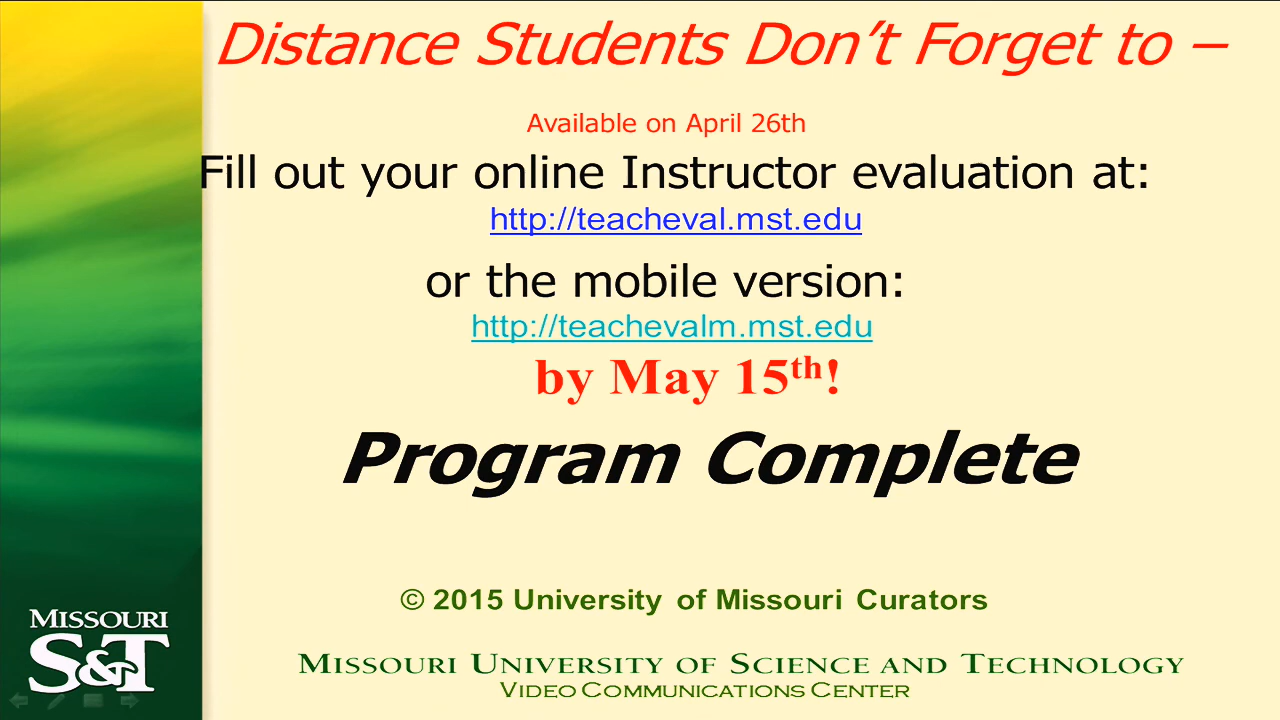 Distance Students Don’t Forget to –
Available on April 26th
Fill out your online Instructor evaluation at:
http://teacheval.mst.edu
or the mobile version:
http://teachevalm.mst.edu
by May 15th!
Program Complete
© 2015 University of Missouri Curators
MISSOURI
S&T
MISSOURI UNIVERSITY OF SCIENCE AND TECHNOLOGY
VIDEO COMMUNICATIONS CENTER